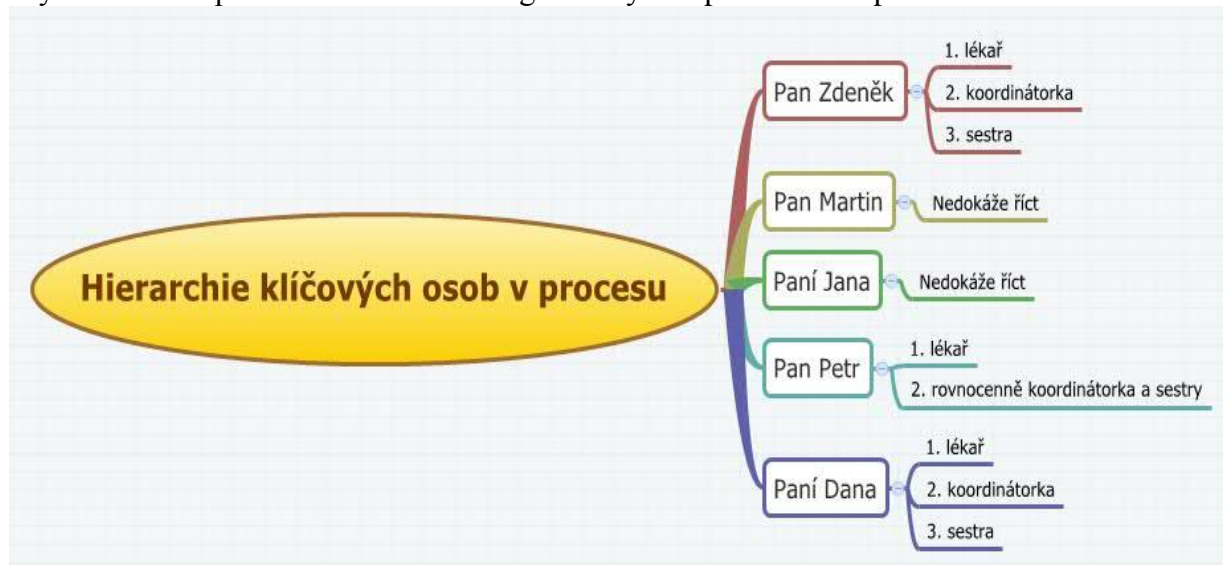 Hierarchie klíčových osob v procesu
Pan Zdeněk
1. lékař
2. koordinátorka
3. sestra
Pan Martin
Nedokáže říct
Paní Jana
Nedokáže říct
Pan Petr
1. lékař
2. rovnocenně koordinátorka a sestry
Paní Dana
1. lékař
2. koordinátorka
3. sestra